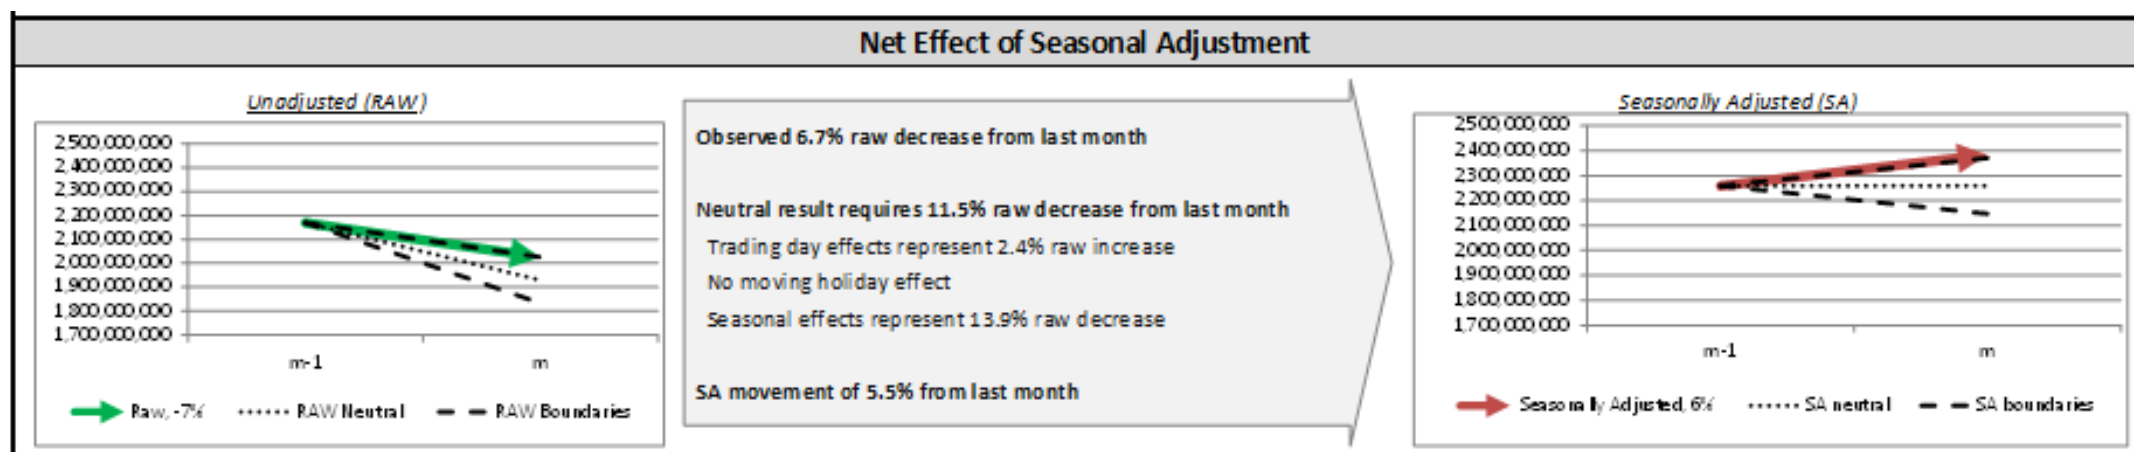 Net Effect of Seasonal Adjustment
Unadjusted (RAW)
2,500,000,000
2,400,000,000
2,300,000,000
2,200,000,000
2,100,000,000
2,000,000,000
1,900,000,000
1,800,000,000
1,700,000,000
m-1 m
Raw, -7% RAW Neutral RAW Boundaries
Observed 6.7% raw decrease from last month
Neutral result requires 11.5% raw decrease from last month
Trading day effects represent 2.4% raw increase
No moving holiday effect
Seasonal effects represent 13.9% raw decrease
SA movement of 5.5% from last month
Seasonally Adjusted (SA)
2,500,000,000
2,400,000,000
2,300,000,000
2,200,000,000
2,100,000,000
2,000,000,000
1,900,000,000
1,800,000,000
1,700,000,000
m-1 m
Seasonally Adjusted, 6% SA neutral SA boundaries